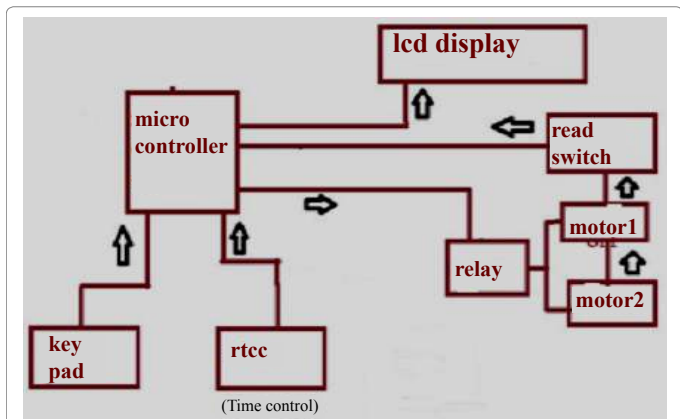 lcd display
micro
controller
read
switch
motor1
relay
motor2
key
pad
rtcc
(Time control)